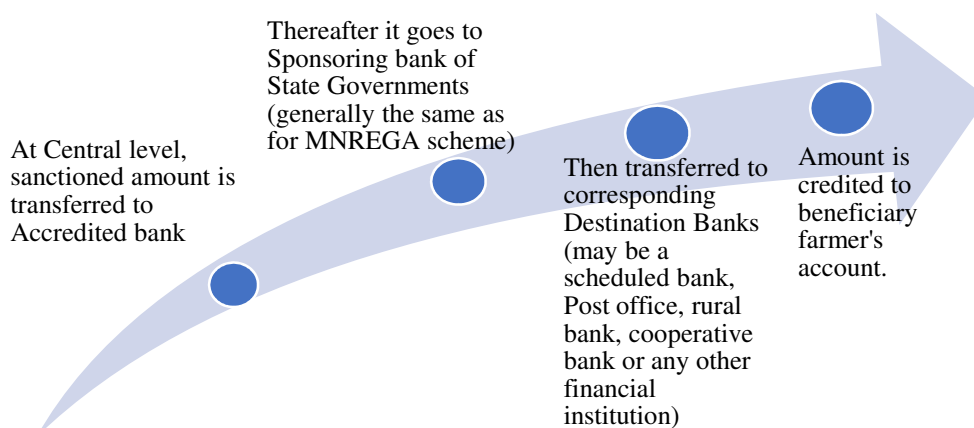 At Central level,
sanctioned amount is
transferred to
Accredited bank
Thereafter it goes to
Sponsoring bank of
State Governments
(generally the same as
for MNREGA scheme)
Then transferred to
corresponding
Destination Banks
(may be a
scheduled bank,
Post office, rural
bank, cooperative
bank or any other
financial
institution)
Amount is
credited to
beneficiary
farmer's
account.